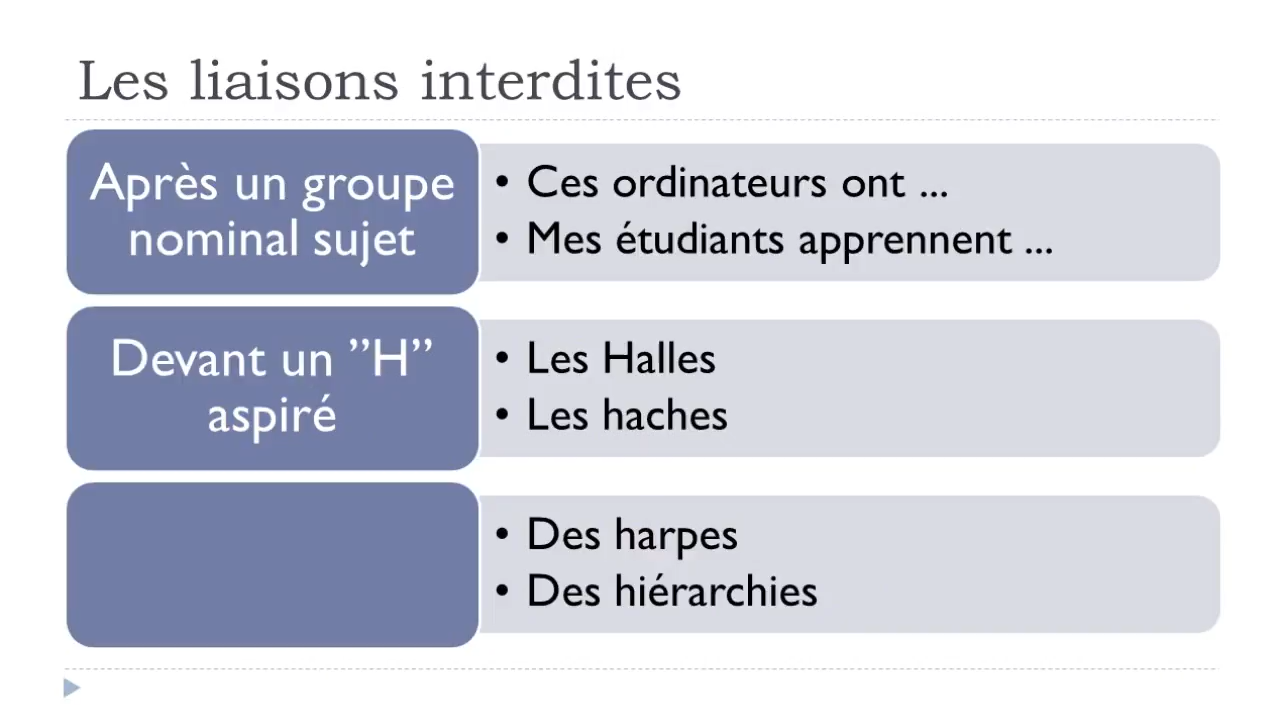 Les liaisons interdites
Après un groupe
nominal sujet
• Ces ordinateurs ont ...
• Mes étudiants apprennent ...
Devant un ”H”
aspiré
• Les Halles
• Les haches
• Des harpes
• Des hiérarchies